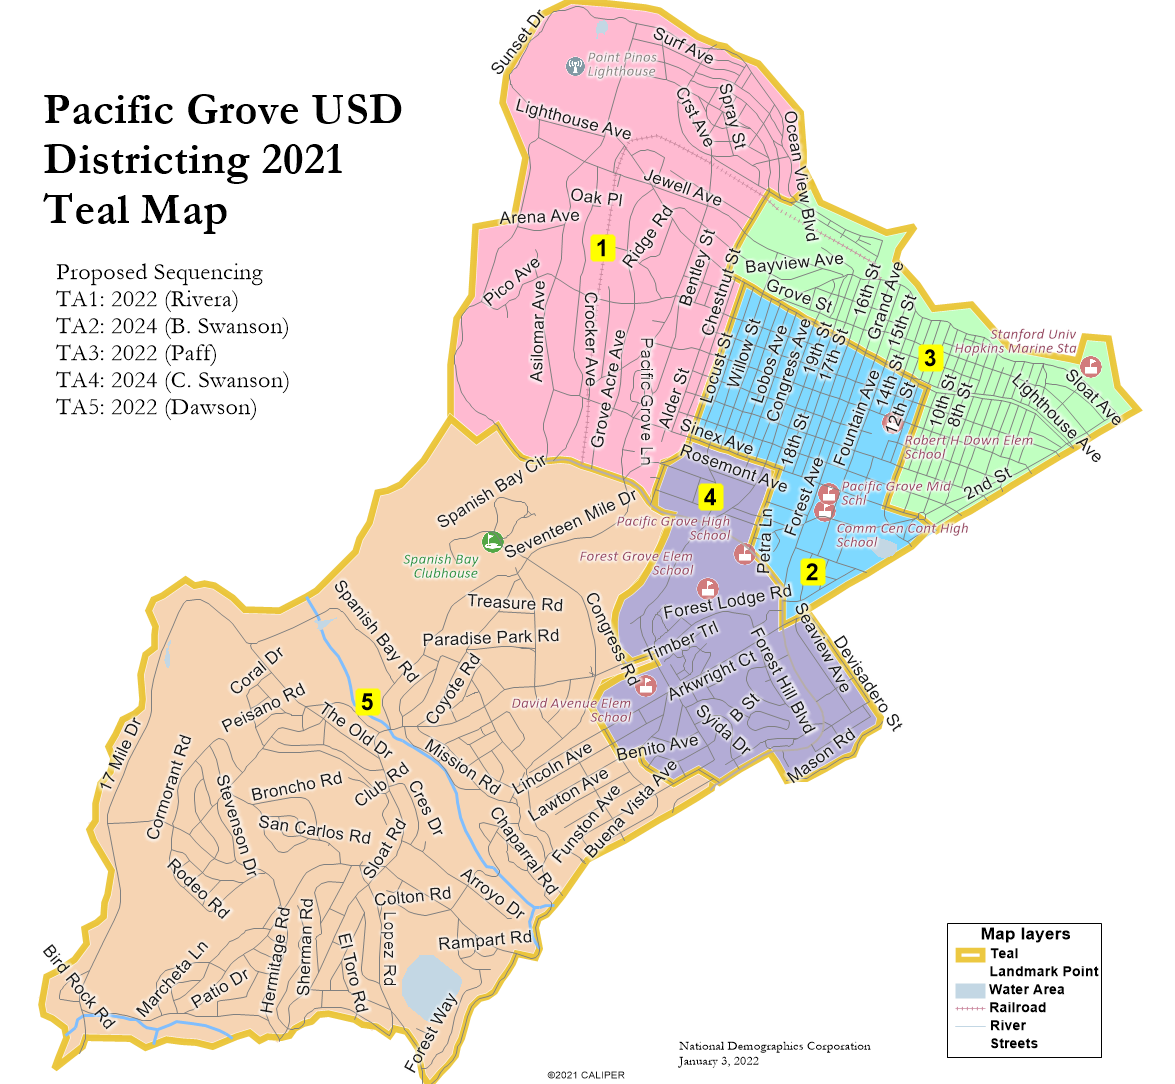 Pacific Grove USD
Districting 2021
Teal Map
Proposed Sequencing
TA1: 2022 (Rivera)
TA2: 2024 (B. Swanson)
TA3: 2022 (Paff)
TA4: 2024 (C. Swanson)
TA5: 2022 (Dawson)
Sunset Dr
Surf Ave
Point Pinos
Lighthouse
Crst Ave
Spray St
Lighthouse Ave
Ocean View Blvd
Jewell Ave
Oak Pl
Arena Ave
1
Ridge Rd
Bentley St
Chestnut St
Pico Ave
Asilomar Ave
Crocker Ave
Grove Acre Ave
Pacific Grove Ln
Alder St
Bayview Ave
Grove St
16th St
Grand Ave
15th St
3
Stanford Univ
Hopkins Marine Sta
Sloat Ave
Lighthouse Ave
Locust St
Willow St
Lobos Ave
Congress Ave
19th St
17th St
14th St
12th St
10th St
8th St
Fountain Ave
18th St
Robert H Down Elem
School
2nd St
Sinex Ave
Rosemont Ave
4
Forest Ave
Pacific Grove Mid
Schl
Comm Cen Cont High
School
Pacific Grove High
School
Petra Ln
Forest Grove Elem
School
2
Spanish Bay Cir
Seventeen Mile Dr
Spanish Bay
Clubhouse
Forest Lodge Rd
Treasure Rd
Congress Rd
Timber Trl
Seaview Ave
Devisadero St
Spanish Bay Rd
Paradise Park Rd
Coyote Rd
Arkwright Ct
Forest Hill Blvd
Coral Dr
5
David Avenue Elem
School
B St
Syida Dr
Peisano Rd
The Old Dr
Mission Rd
Benito Ave
Mason Rd
17 Mile Dr
Lincoln Ave
Cormorant Rd
Stevenson Dr
Broncho Rd
Club Rd
Cres Dr
Lawton Ave
Funston Ave
Buena Vista Ave
San Carlos Rd
Sloat Rd
Chaparral Rd
Rodeo Rd
Arroyo Dr
Colton Rd
Lopez Rd
Rampart Rd
Hermitage Rd
Sherman Rd
El Toro Rd
Bird Rock Rd
Marcheta Ln
Patio Dr
Forest Way
Map layers
Teal
Landmark Point
Water Area
Railroad
River
Streets
National Demographics Corporation
January 3, 2022
©2021 CALIPER